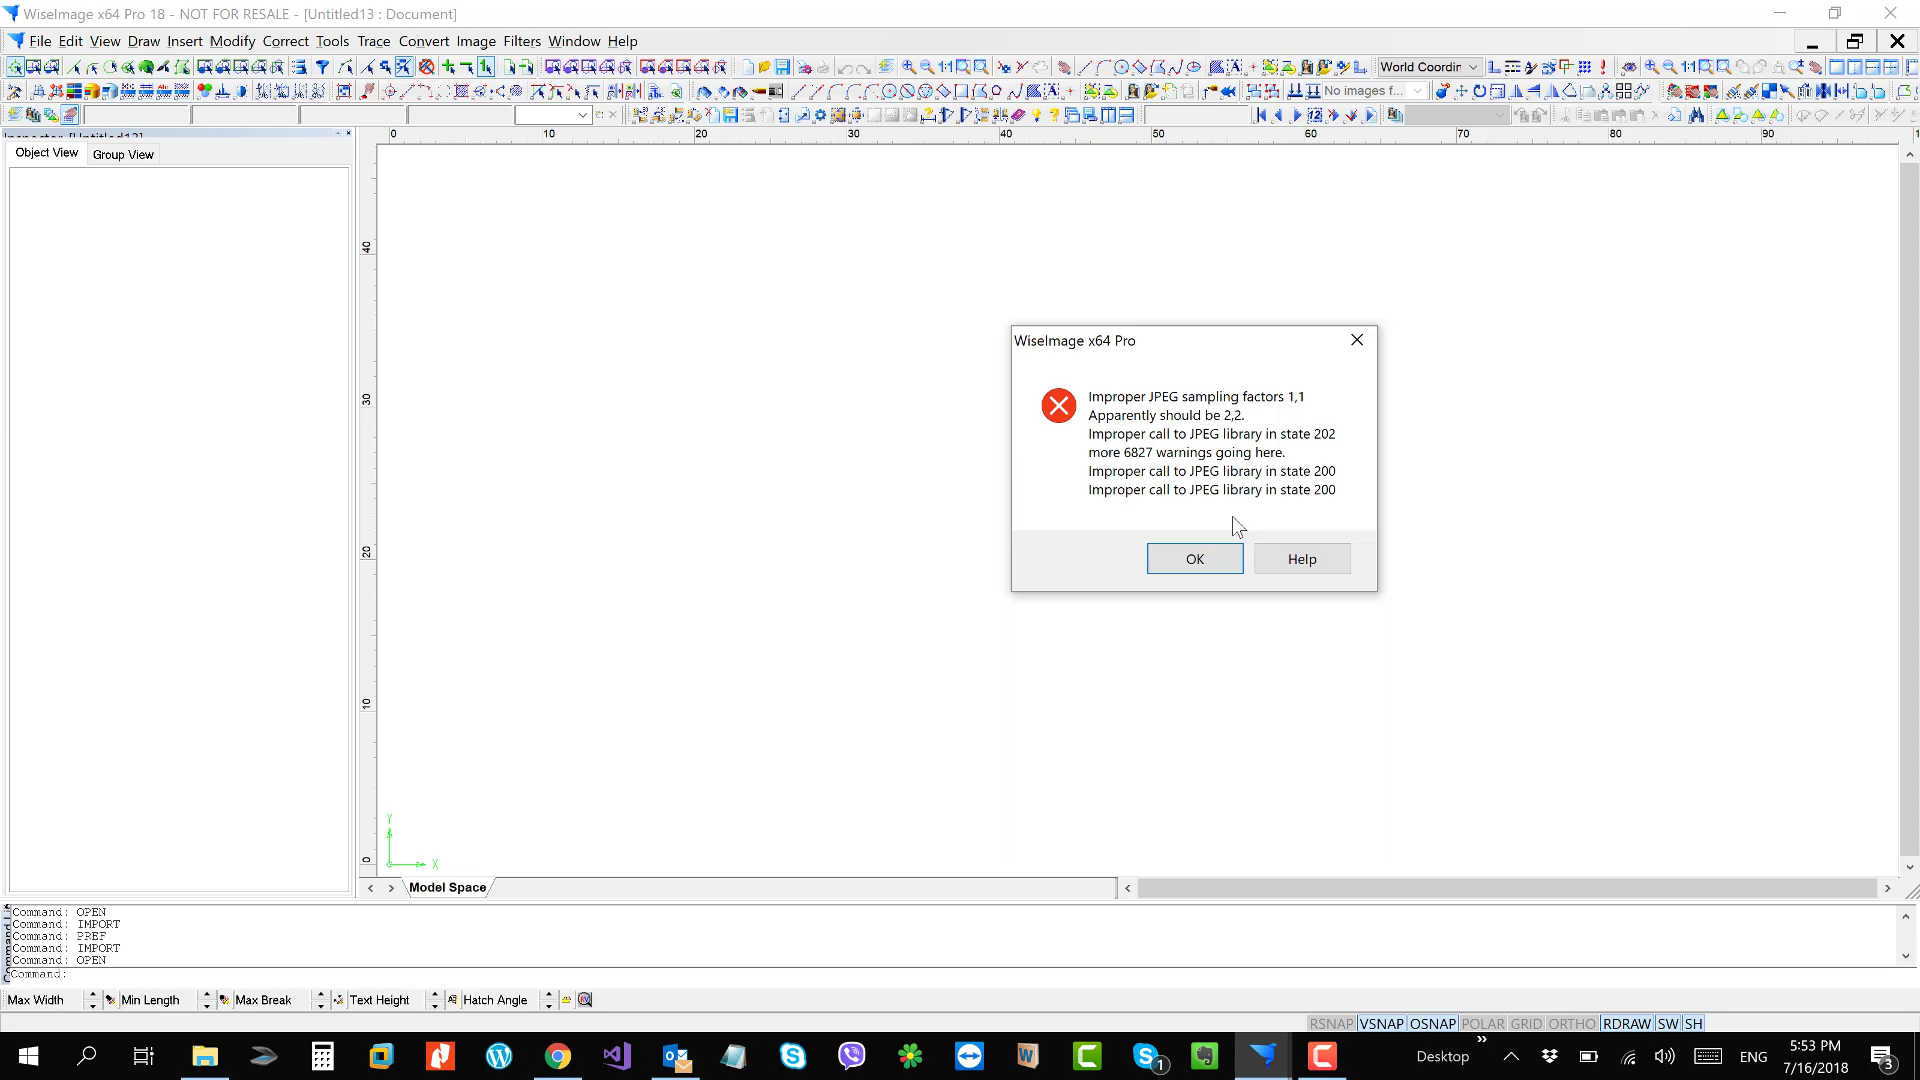 WiseImage x64 Pro 18 - NOT FOR RESALE - [Untitled13 : Document]
File Edit View Draw Insert Modify Correct Tools Trace Convert Image Filters Window Help
1:1 World Coordin 1:1
No images f...
Object View Group View
0 10 20 30 40 50 60 70 80 90
40
30
20
10
0
Y
X
WiseImage x64 Pro
Improper JPEG sampling factors 1,1
Apparently should be 2,2.
Improper call to JPEG library in state 202
more 6827 warnings going here.
Improper call to JPEG library in state 200
Improper call to JPEG library in state 200
OK Help
Model Space
Command: OPEN
Command: IMPORT
Command: PREF
Command: IMPORT
Command: OPEN
Command:
Max Width Min Length Max Break Text Height Hatch Angle
RSNAP VSNAP OSNAP POLAR GRID ORTHO RDRAW SW SH
Desktop ENG 5:53 PM
7/16/2018
1
3